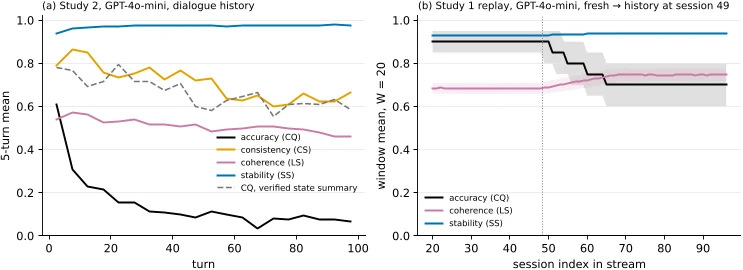 (a) Study 2, GPT-4o-mini, dialogue history
1.0
0.8
0.6
0.4
0.2
0.0
5-turn mean
accuracy (CQ)
consistency (CS)
coherence (LS)
stability (SS)
CQ, verified state summary
0 20 40 60 80 100
turn
(b) Study 1 replay, GPT-4o-mini, fresh → history at session 49
1.0
0.8
0.6
0.4
0.2
0.0
window mean, W = 20
accuracy (CQ)
coherence (LS)
stability (SS)
20 30 40 50 60 70 80 90
session index in stream